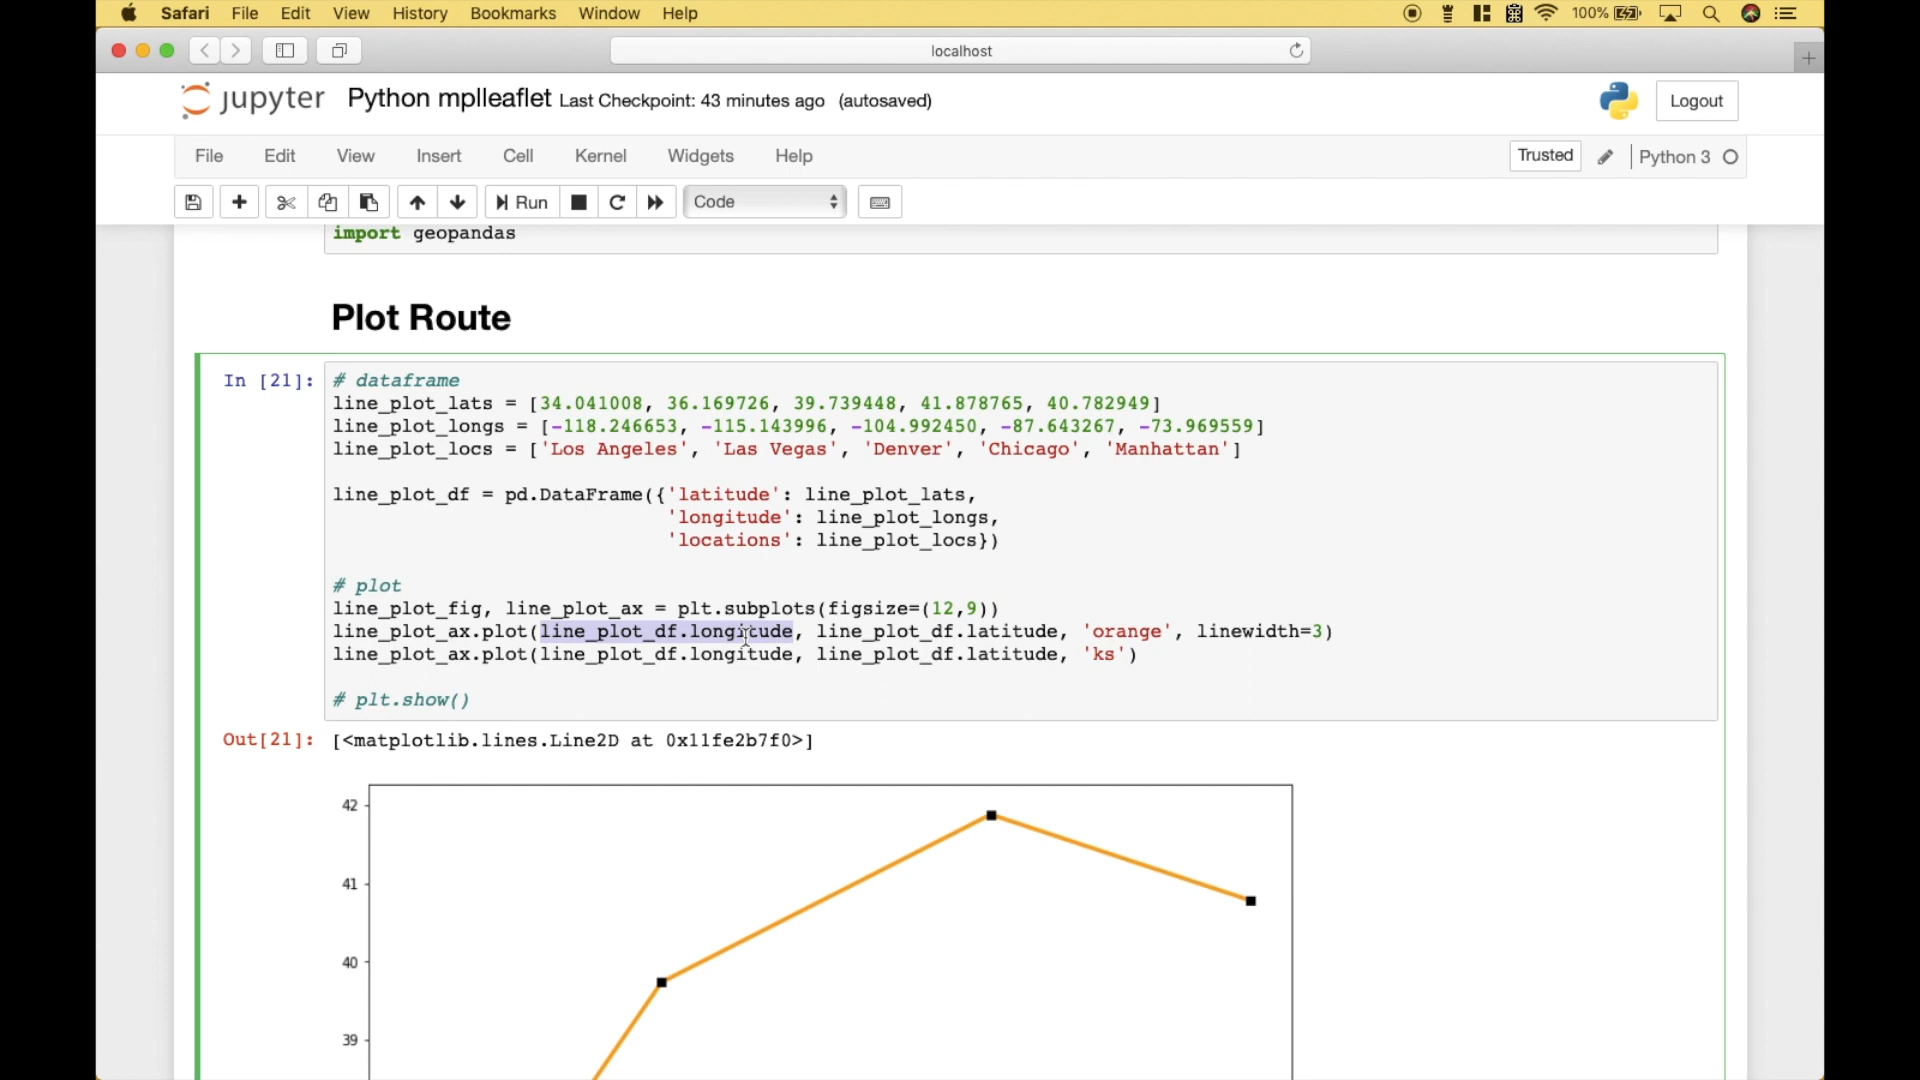 Safari File Edit View History Bookmarks Window Help 100%
localhost
jupyter Python mplleaflet Last Checkpoint: 43 minutes ago (autosaved) Logout
File Edit View Insert Cell Kernel Widgets Help Trusted Python 3
Run Code
import geopandas
Plot Route
In [21]: # dataframe
line_plot_lats = [34.041008, 36.169726, 39.739448, 41.878765, 40.782949]
line_plot_longs = [-118.246653, -115.143996, -104.992450, -87.643267, -73.969559]
line_plot_locs = ['Los Angeles', 'Las Vegas', 'Denver', 'Chicago', 'Manhattan']
line_plot_df = pd.DataFrame({'latitude': line_plot_lats,
'longitude': line_plot_longs,
'locations': line_plot_locs})
# plot
line_plot_fig, line_plot_ax = plt.subplots(figsize=(12,9))
line_plot_ax.plot(line_plot_df.longitude, line_plot_df.latitude, 'orange', linewidth=3)
line_plot_ax.plot(line_plot_df.longitude, line_plot_df.latitude, 'ks')
# plt.show()
Out[21]: [<matplotlib.lines.Line2D at 0x11fe2b7f0>]
42
41
40
39